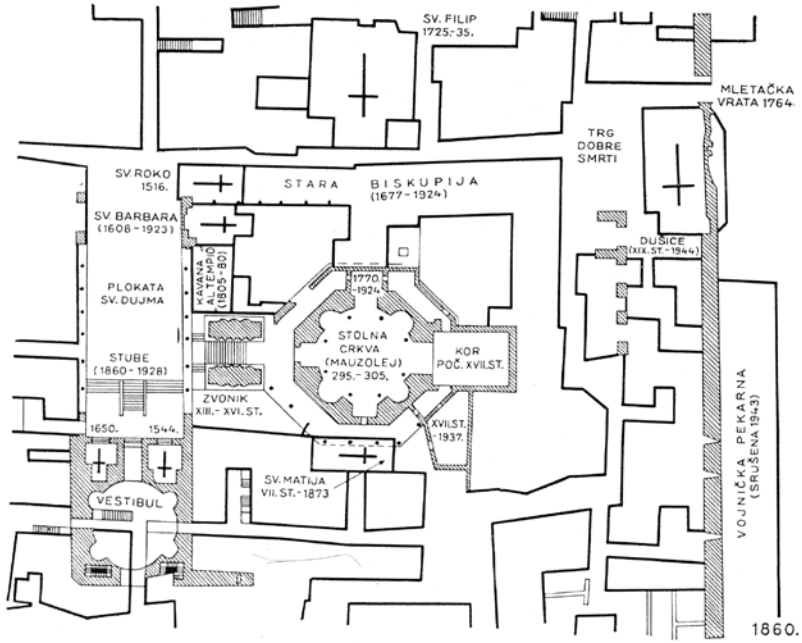 SV. FILIP
1725.-35.
MLETAČKA
VRATA 1764.
TRG
DOBRE
SMRTI
SV. ROKO
1516.
STARA BISKUPIJA
(1677-1924)
SV. BARBARA
(1608-1923)
DUŠICE
(XIX.ST.-1944)
KAVANA
AL TEMPIO
(1805-80)
1770-
-1924.
PLOKATA
SV. DUJMA
STOLNA
CRKVA
(MAUZOLEJ)
295.-305.
KOR
POČ. XVII.ST.
STUBE
(1860-1928)
ZVONIK
XIII.-XVI. ST.
XVII.ST.
-1937.
1650. 1544.
SV. MATIJA
VII. ST.-1873
VESTIBUL
VOJNIČKA PEKARNA
(SRUŠENA 1943)
1860.